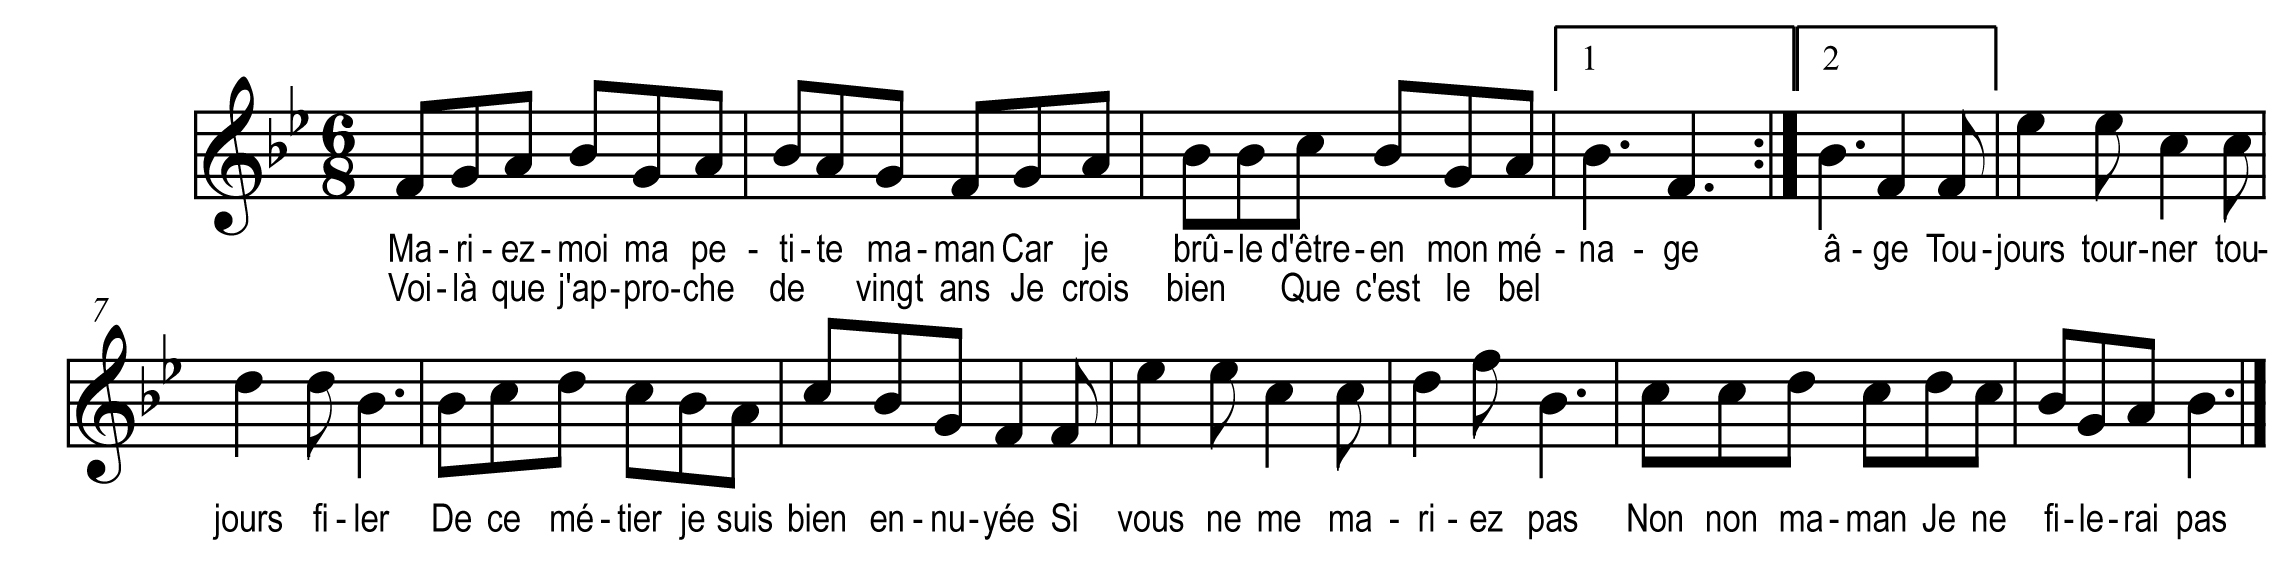 1 2
6
8
Ma - ri - ez - moi ma pe - ti - te ma - man Car je brû - le d'être - en mon mé - na - ge â - ge Tou - jours tour - ner tou -
Voi - là que j'ap - pro - che de vingt ans Je crois bien Que c'est le bel
7
jours fi - ler De ce mé - tier je suis bien en - nu - yée Si vous ne me ma - ri - ez pas Non non ma - man Je ne fi - le - rai pas